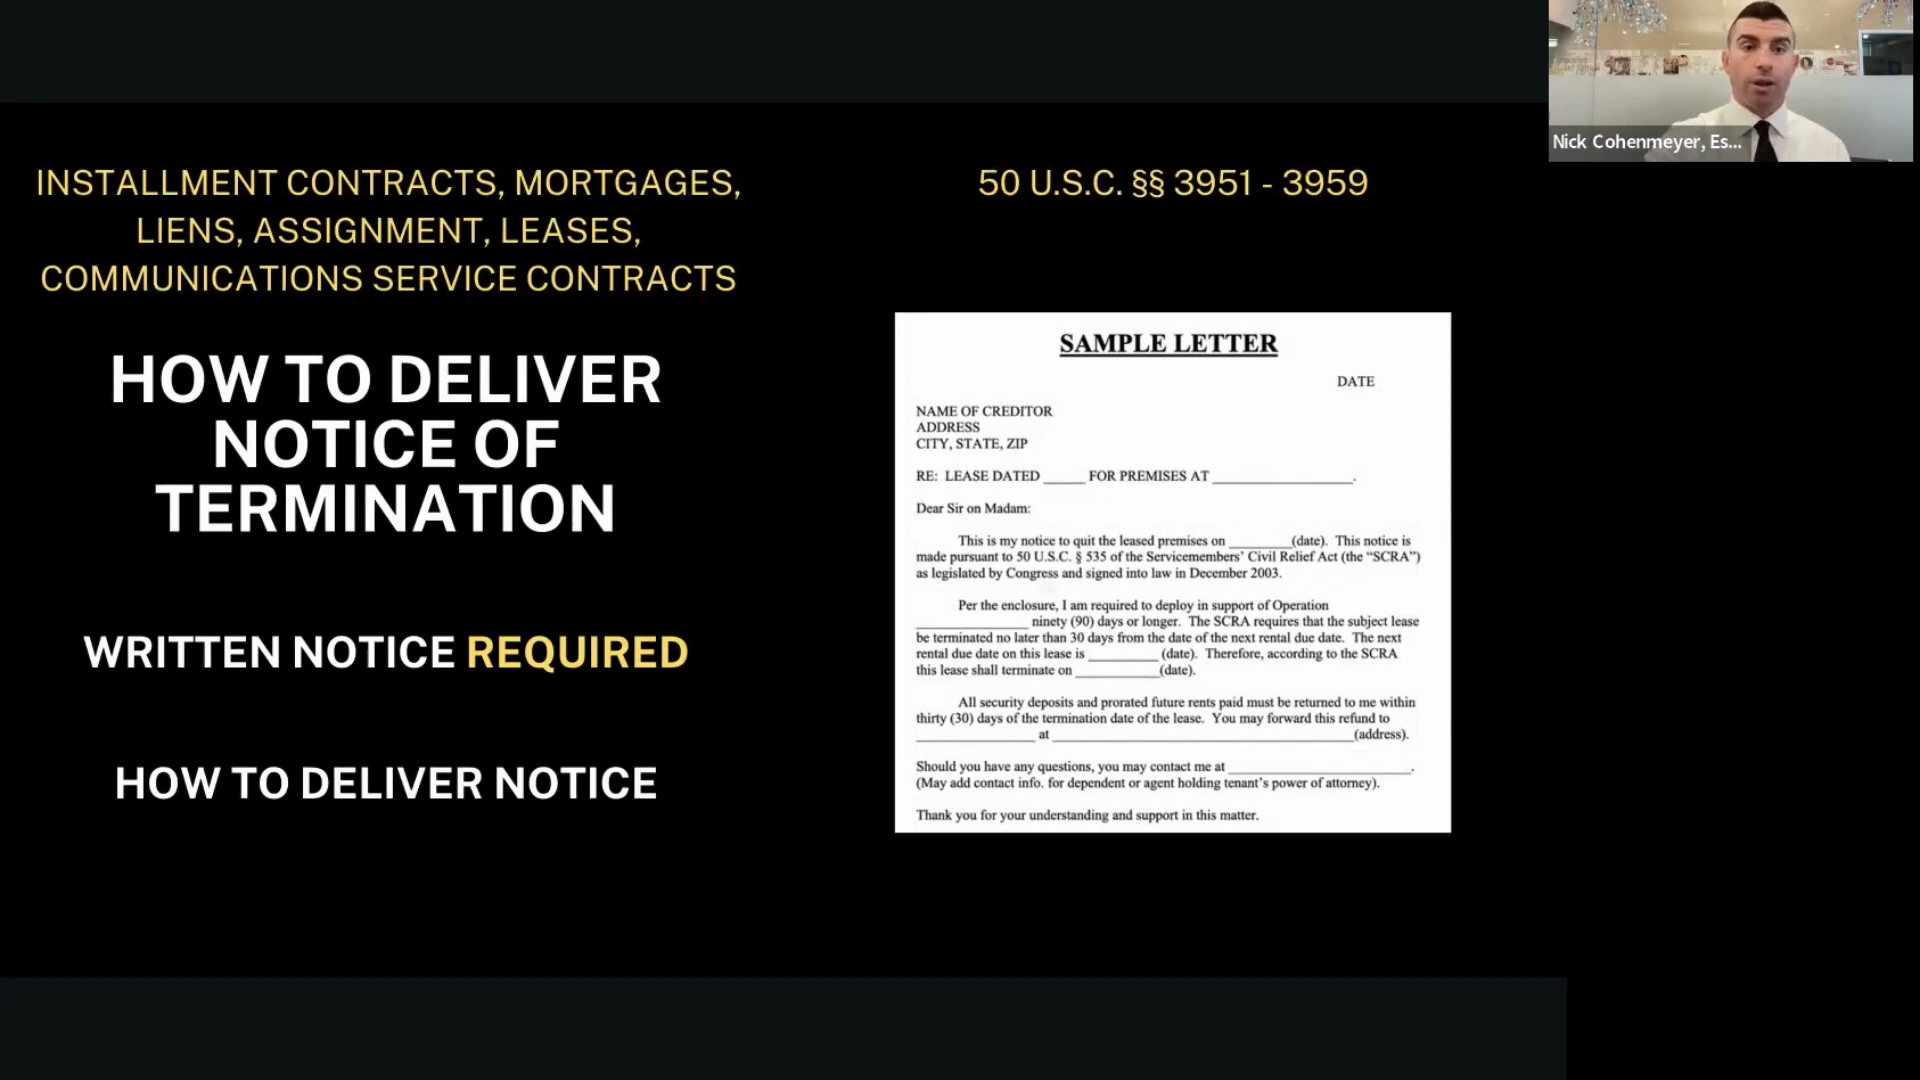 INSTALLMENT CONTRACTS, MORTGAGES,
LIENS, ASSIGNMENT, LEASES,
COMMUNICATIONS SERVICE CONTRACTS
HOW TO DELIVER
NOTICE OF
TERMINATION
WRITTEN NOTICE REQUIRED
HOW TO DELIVER NOTICE
50 U.S.C. §§ 3951 - 3959
SAMPLE LETTER
DATE
NAME OF CREDITOR
ADDRESS
CITY, STATE, ZIP
RE: LEASE DATED ______ FOR PREMISES AT ____________________.
Dear Sir on Madam:
This is my notice to quit the leased premises on _________(date). This notice is
made pursuant to 50 U.S.C. § 535 of the Servicemembers' Civil Relief Act (the “SCRA”)
as legislated by Congress and signed into law in December 2003.
Per the enclosure, I am required to deploy in support of Operation
________________ ninety (90) days or longer. The SCRA requires that the subject lease
be terminated no later than 30 days from the date of the next rental due date. The next
rental due date on this lease is __________ (date). Therefore, according to the SCRA
this lease shall terminate on ____________(date).
All security deposits and prorated future rents paid must be returned to me within
thirty (30) days of the termination date of the lease. You may forward this refund to
_________________ at ___________________________________________(address).
Should you have any questions, you may contact me at __________________________.
(May add contact info. for dependent or agent holding tenant's power of attorney).
Thank you for your understanding and support in this matter.
Nick Cohenmeyer, Es...